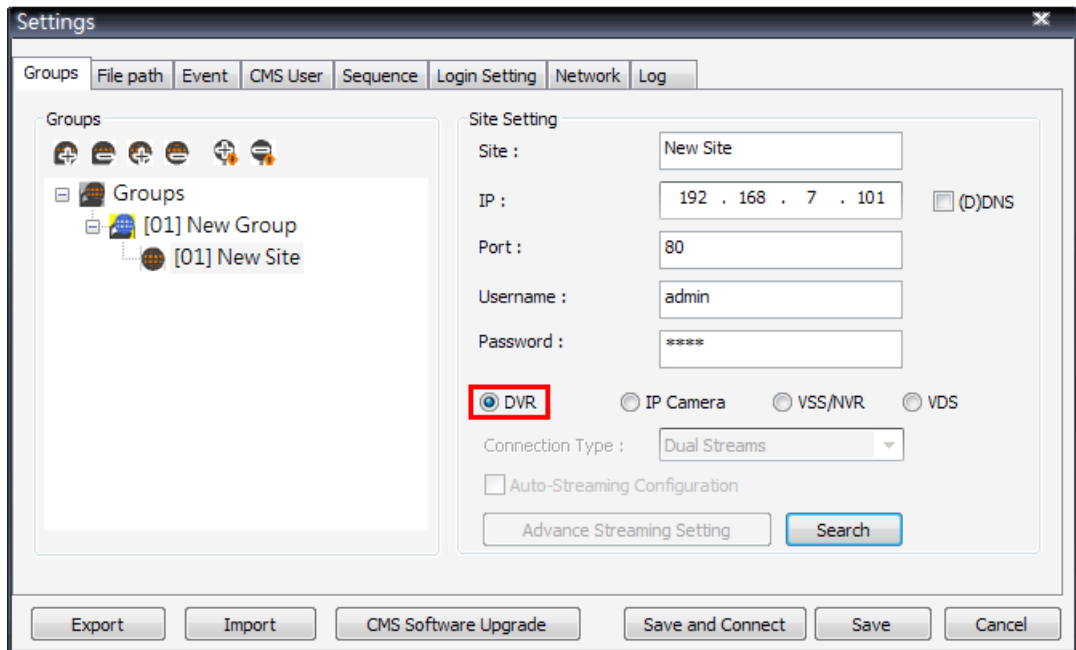 Settings
Groups File path Event CMS User Sequence Login Setting Network Log
Groups
Groups
[01] New Group
[01] New Site
Site Setting
Site : New Site
IP : 192 . 168 . 7 . 101 (D)DNS
Port : 80
Username : admin
Password : ****
DVR IP Camera VSS/NVR VDS
Connection Type : Dual Streams
Auto-Streaming Configuration
Advance Streaming Setting Search
Export Import CMS Software Upgrade Save and Connect Save Cancel